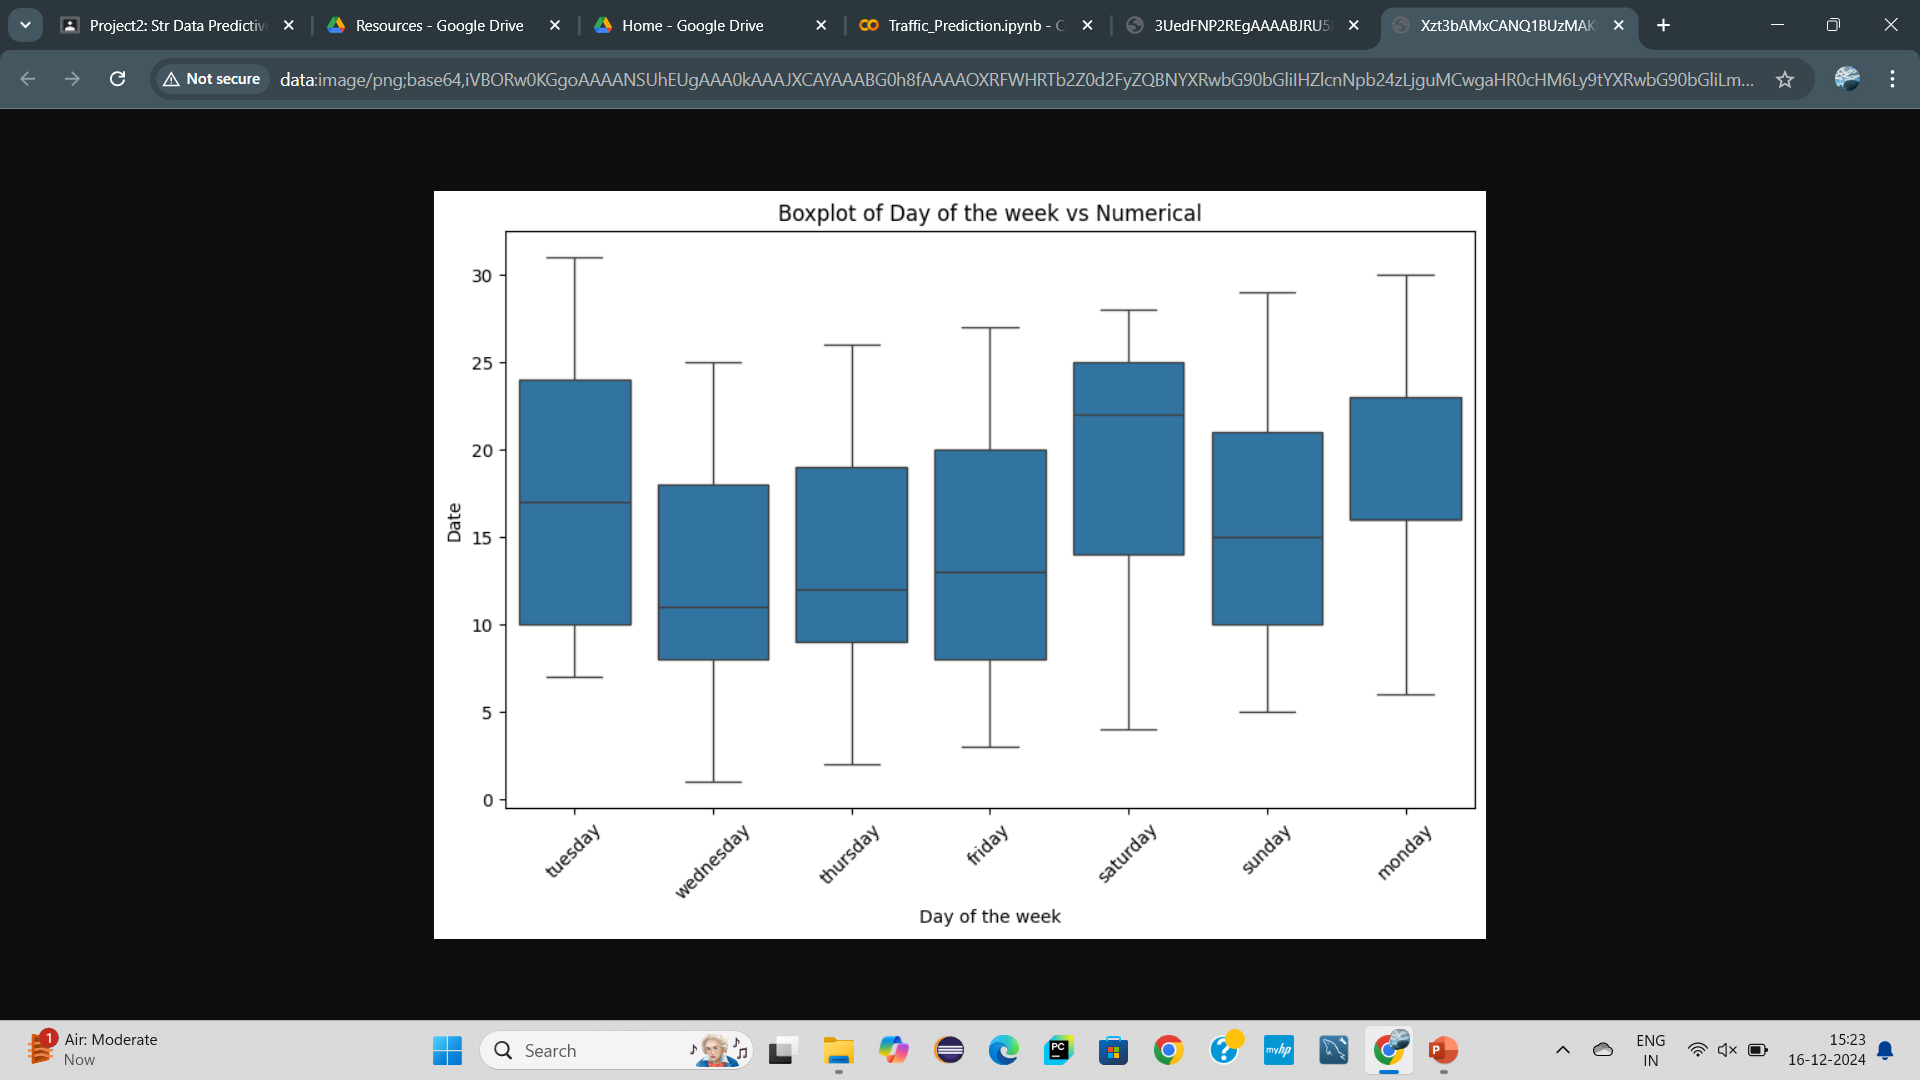 Project2: Str Data Predictiv
Resources - Google Drive
Home - Google Drive
Traffic_Prediction.ipynb - C
3UedFNP2REgAAAABJRU5
Xzt3bAMxCANQ1BUzMAK
Not secure
data:image/png;base64,iVBORw0KGgoAAAANSUhEUgAAA0kAAAJXCAYAAABG0h8fAAAAOXRFWHRTb2Z0d2FyZQBNYXRwbG90bGliIHZlcnNpb24zLjguMCwgaHR0cHM6Ly9tYXRwbG90bGliLm...
Boxplot of Day of the week vs Numerical
Date
30
25
20
15
10
5
0
tuesday
wednesday
thursday
friday
saturday
sunday
monday
Day of the week
1
Air: Moderate
Now
Search
PC
myhp
P
ENG
IN
15:23
16-12-2024